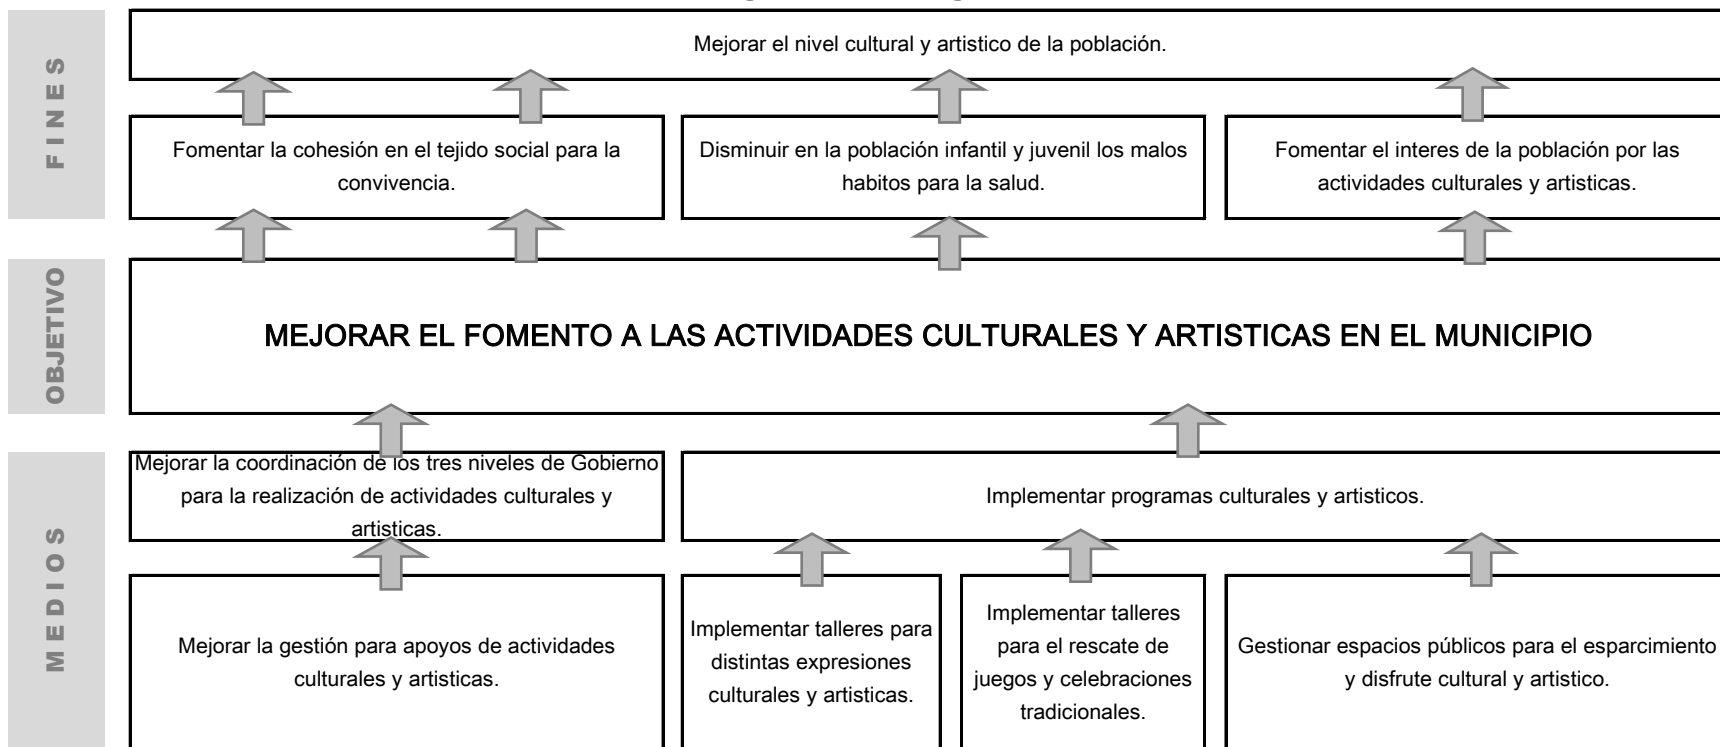 FINES
Mejorar el nivel cultural y artistico de la población.
Fomentar la cohesión en el tejido social para la
convivencia.
Disminuir en la población infantil y juvenil los malos
habitos para la salud.
Fomentar el interes de la población por las
actividades culturales y artisticas.
OBJETIVO
MEJORAR EL FOMENTO A LAS ACTIVIDADES CULTURALES Y ARTISTICAS EN EL MUNICIPIO
MEDIOS
Mejorar la coordinación de los tres niveles de Gobierno
para la realización de actividades culturales y
artisticas.
Implementar programas culturales y artisticos.
Mejorar la gestión para apoyos de actividades
culturales y artisticas.
Implementar talleres para
distintas expresiones
culturales y artisticas.
Implementar talleres
para el rescate de
juegos y celebraciones
tradicionales.
Gestionar espacios públicos para el esparcimiento
y disfrute cultural y artistico.